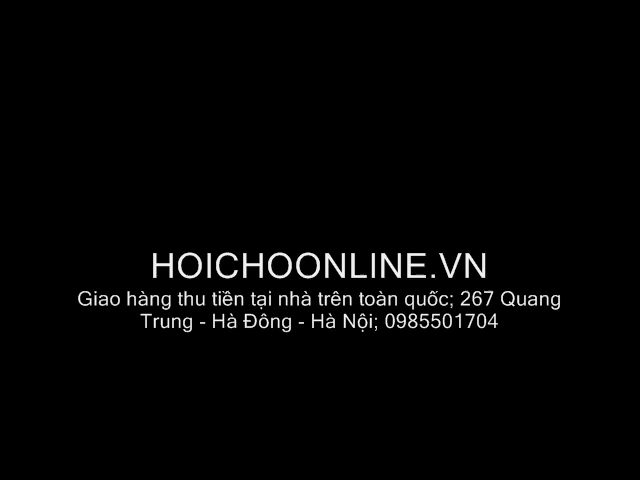 HOICHOONLINE.VN
Giao hàng thu tiền tại nhà trên toàn quốc; 267 Quang
Trung - Hà Đông - Hà Nội; 0985501704